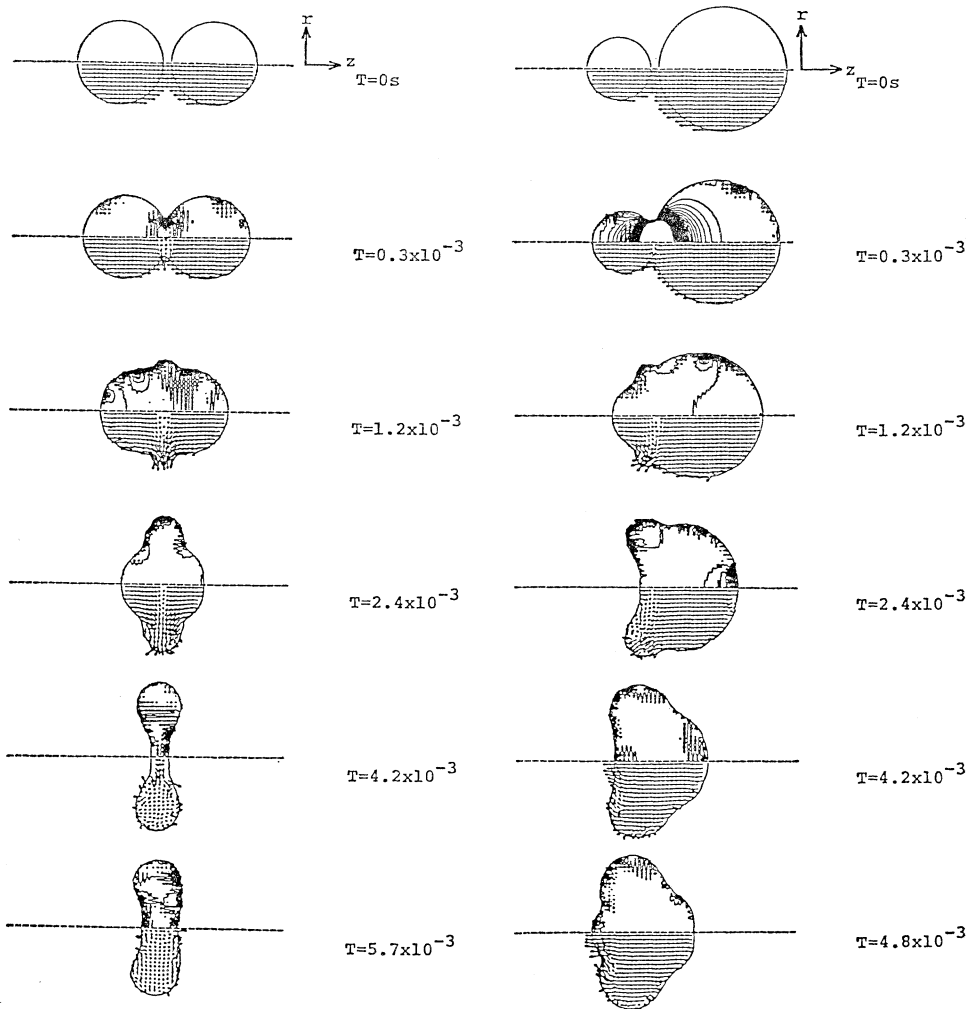 r
z
T=0s
r
z
T=0s
T=0.3x10⁻³
T=0.3x10⁻³
T=1.2x10⁻³
T=1.2x10⁻³
T=2.4x10⁻³
T=2.4x10⁻³
T=4.2x10⁻³
T=4.2x10⁻³
T=5.7x10⁻³
T=4.8x10⁻³